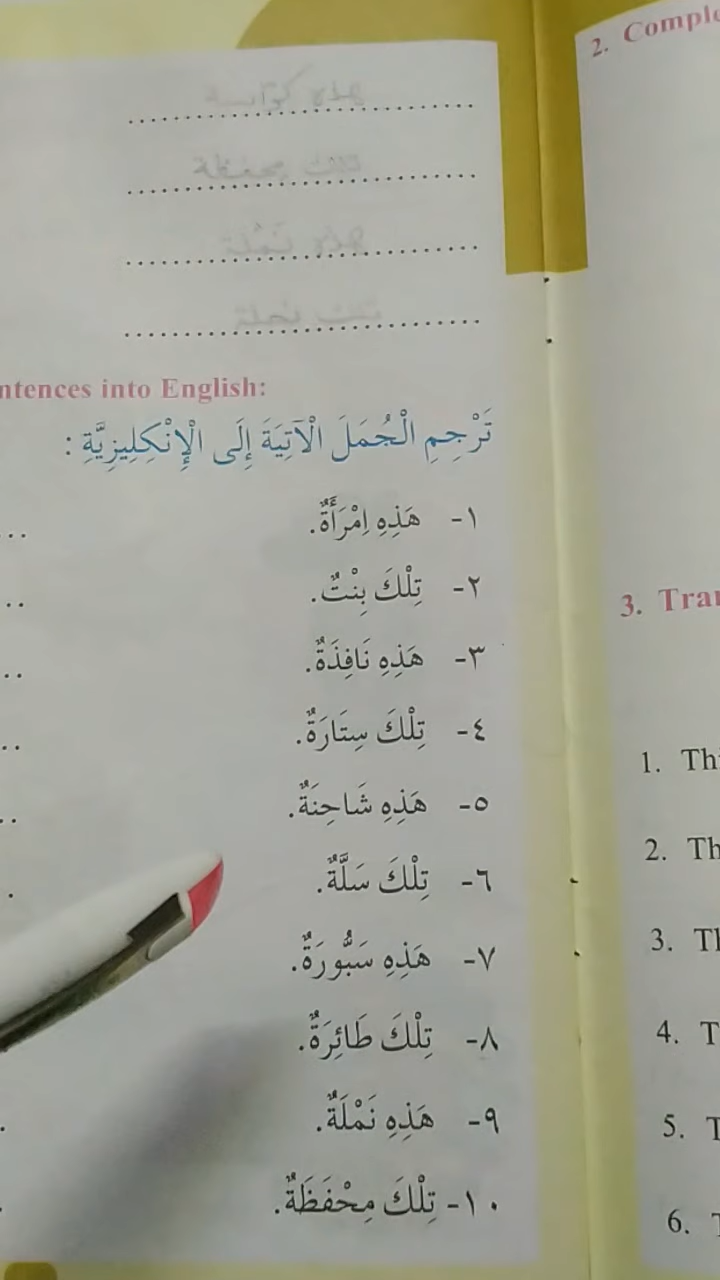 ntences into English:
تَرْجِمِ الْجُمَلَ الْآتِيَةَ إِلَى الْإِنْكِلِيزِيَّةِ :
١- هَذِهِ اِمْرَأَةٌ.
٢- تِلْكَ بِنْتٌ.
٣- هَذِهِ نَافِذَةٌ.
٤- تِلْكَ سِتَارَةٌ.
٥- هَذِهِ شَاحِنَةٌ.
٦- تِلْكَ سَلَّةٌ.
٧- هَذِهِ سَبُّورَةٌ.
٨- تِلْكَ طَائِرَةٌ.
٩- هَذِهِ نَمْلَةٌ.
١٠- تِلْكَ مِحْفَظَةٌ.
2. Comple
3. Tra
1. Th
2. Th
3. Th
4. T
5. T
6. T